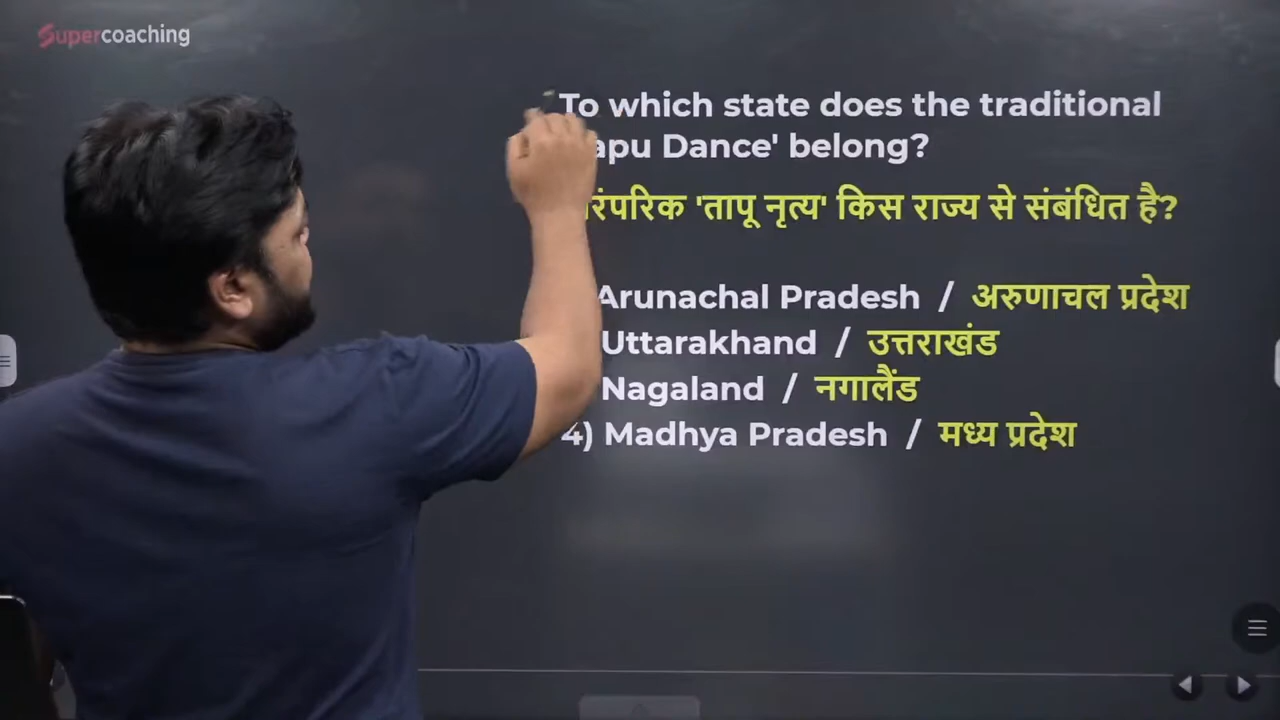 Supercoaching
To which state does the traditional
apu Dance' belong?
रंपरिक 'तापू नृत्य' किस राज्य से संबंधित है?
Arunachal Pradesh / अरुणाचल प्रदेश
Uttarakhand / उत्तराखंड
Nagaland / नगालैंड
4) Madhya Pradesh / मध्य प्रदेश